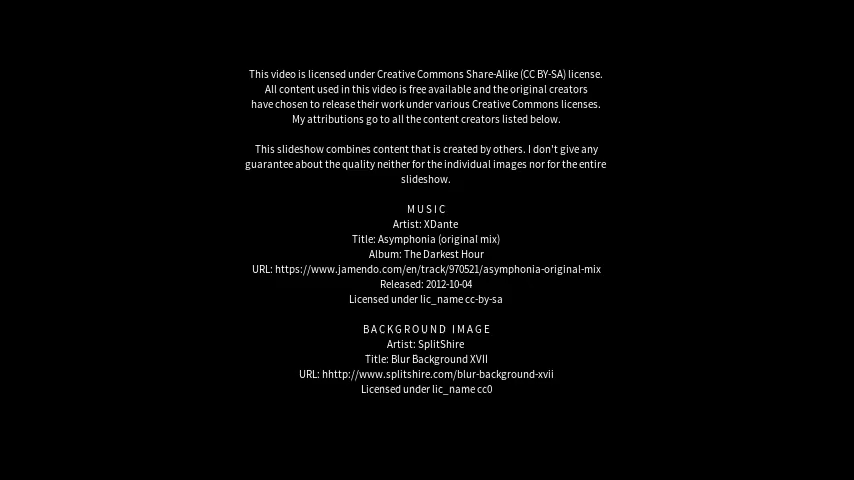 This video is licensed under Creative Commons Share-Alike (CC BY-SA) license.
All content used in this video is free available and the original creators
have chosen to release their work under various Creative Commons licenses.
My attributions go to all the content creators listed below.
This slideshow combines content that is created by others. I don't give any
guarantee about the quality neither for the individual images nor for the entire
slideshow.
M U S I C
Artist: XDante
Title: Asymphonia (original mix)
Album: The Darkest Hour
URL: https://www.jamendo.com/en/track/970521/asymphonia-original-mix
Released: 2012-10-04
Licensed under lic_name cc-by-sa
B A C K G R O U N D   I M A G E
Artist: SplitShire
Title: Blur Background XVII
URL: hhttp://www.splitshire.com/blur-background-xvii
Licensed under lic_name cc0